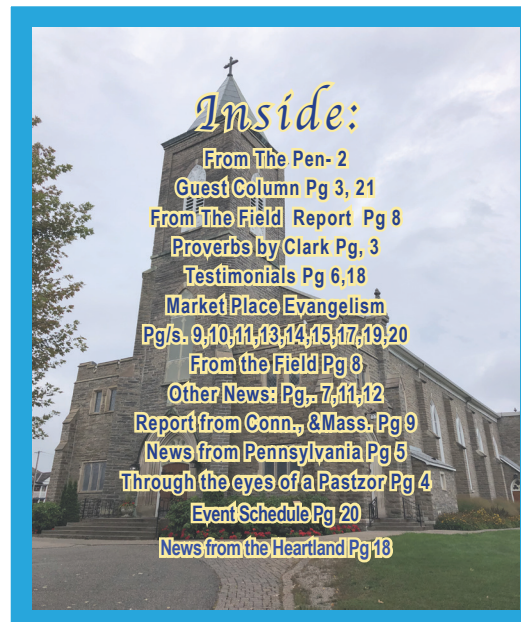 Inside:
From The Pen- 2
Guest Column Pg 3, 21
From The Field Report Pg 8
Proverbs by Clark Pg, 3
Testimonials Pg 6,18
Market Place Evangelism
Pg/s. 9,10,11,13,14,15,17,19,20
From the Field Pg 8
Other News: Pg,. 7,11,12
Report from Conn., &Mass. Pg 9
News from Pennsylvania Pg 5
Through the eyes of a Pastzor Pg 4
Event Schedule Pg 20
News from the Heartland Pg 18